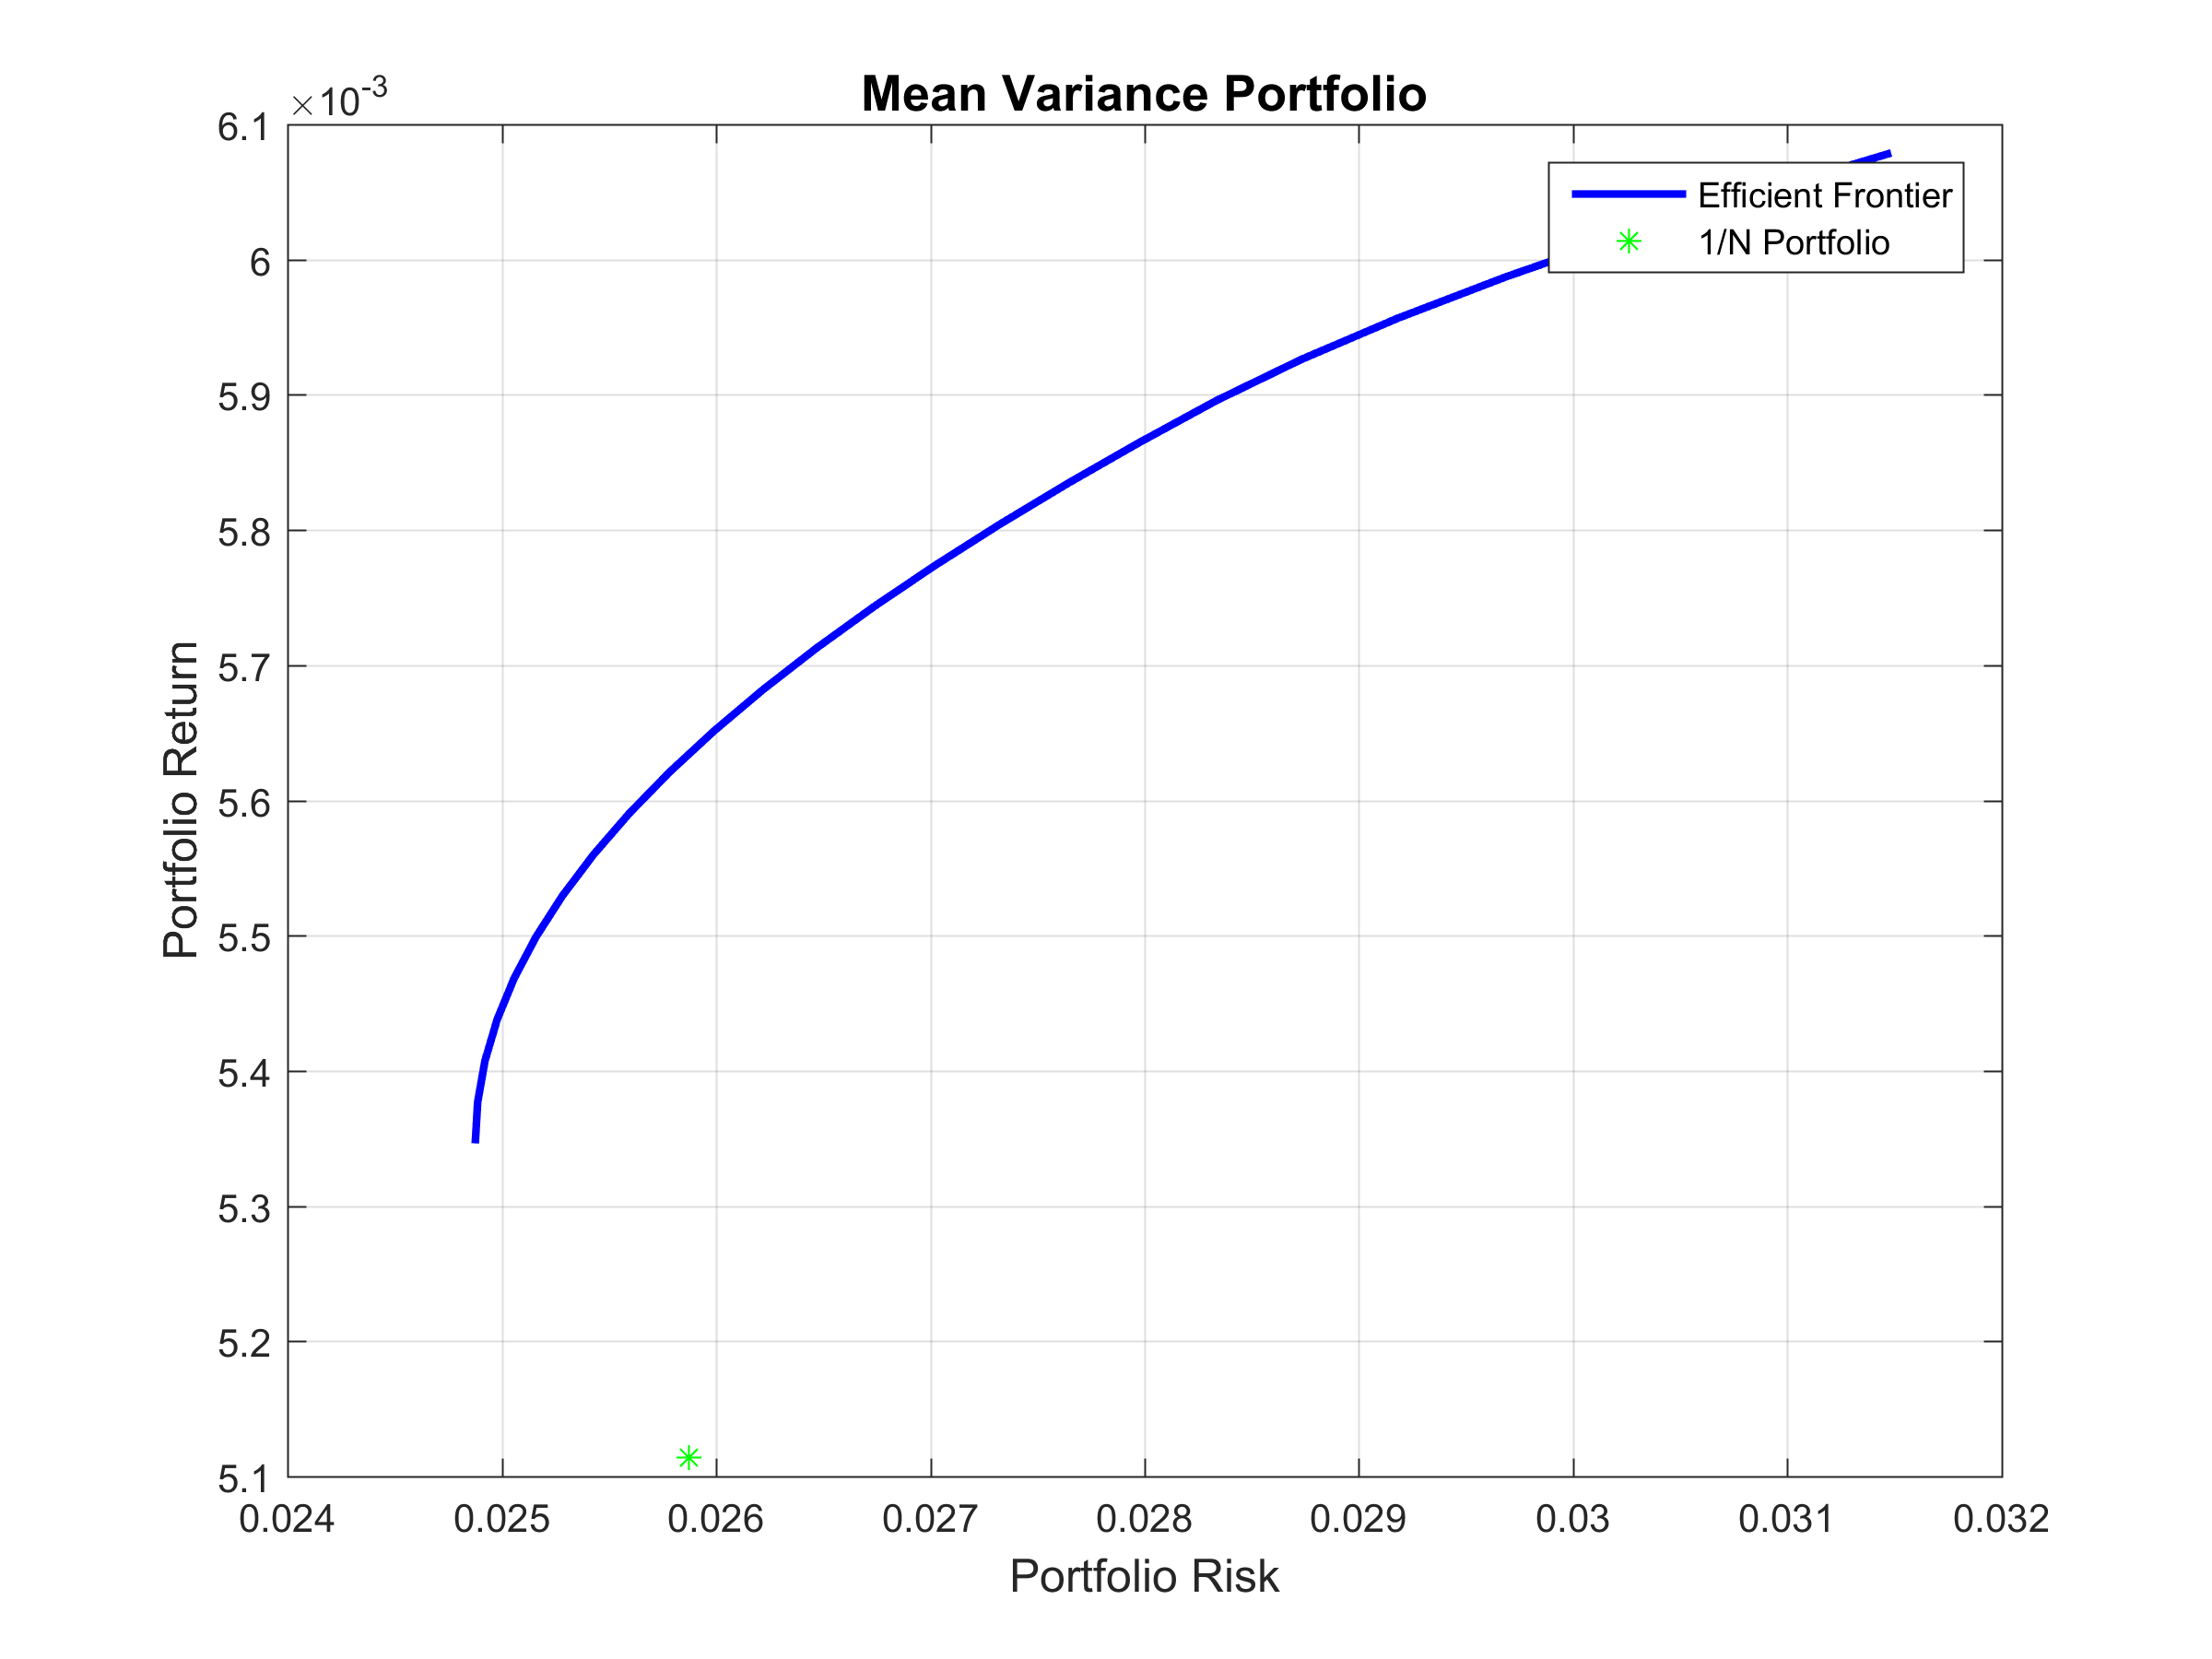 Mean Variance Portfolio
×10-3
6.1
6
5.9
5.8
5.7
5.6
5.5
5.4
5.3
5.2
5.1
Portfolio Return
Efficient Frontier
1/N Portfolio
0.024 0.025 0.026 0.027 0.028 0.029 0.03 0.031 0.032
Portfolio Risk